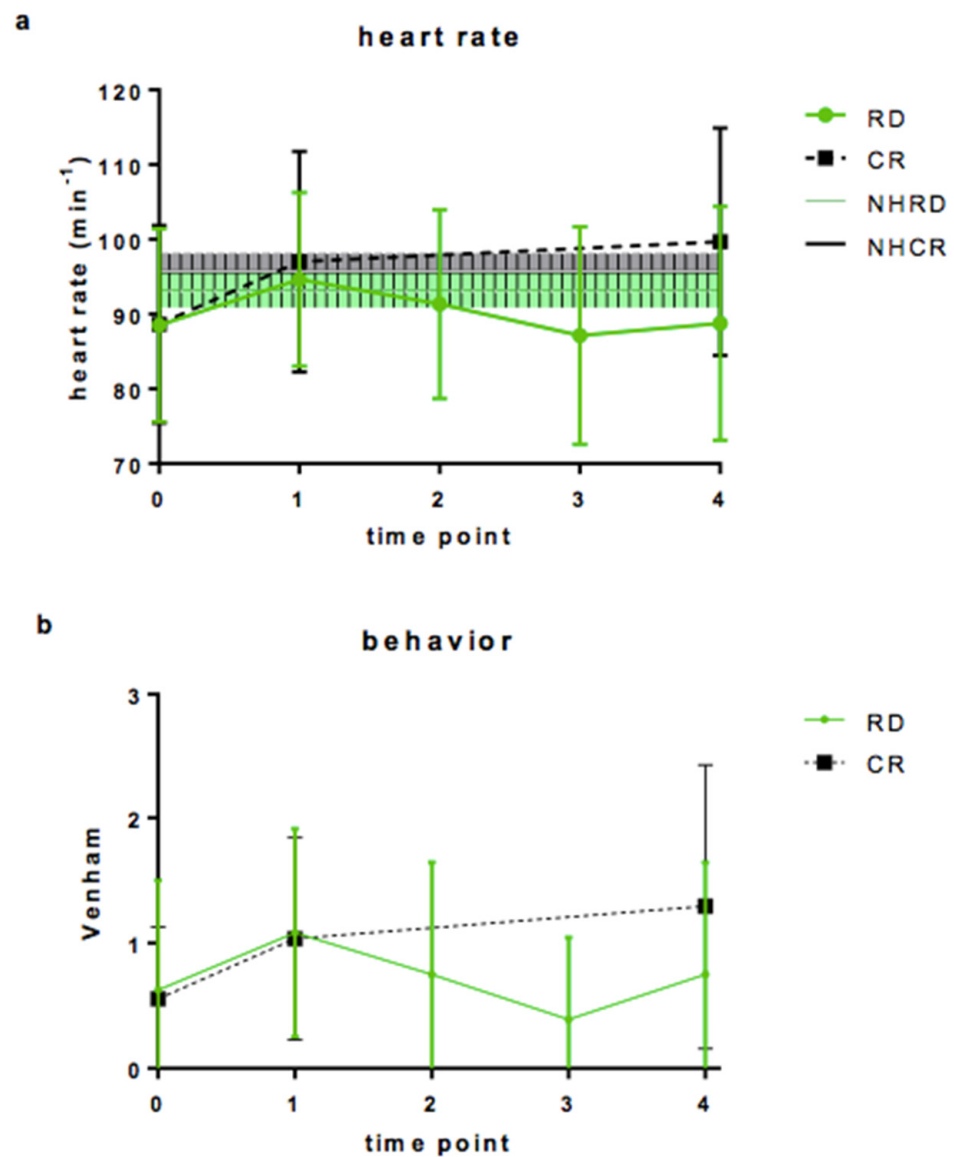 a
heart rate
120
110
100
90
80
70
heart rate (min⁻¹)
0 1 2 3 4
time point
RD
CR
NHRD
NHCR
b
behavior
3
2
1
0
Venham
0 1 2 3 4
time point
RD
CR